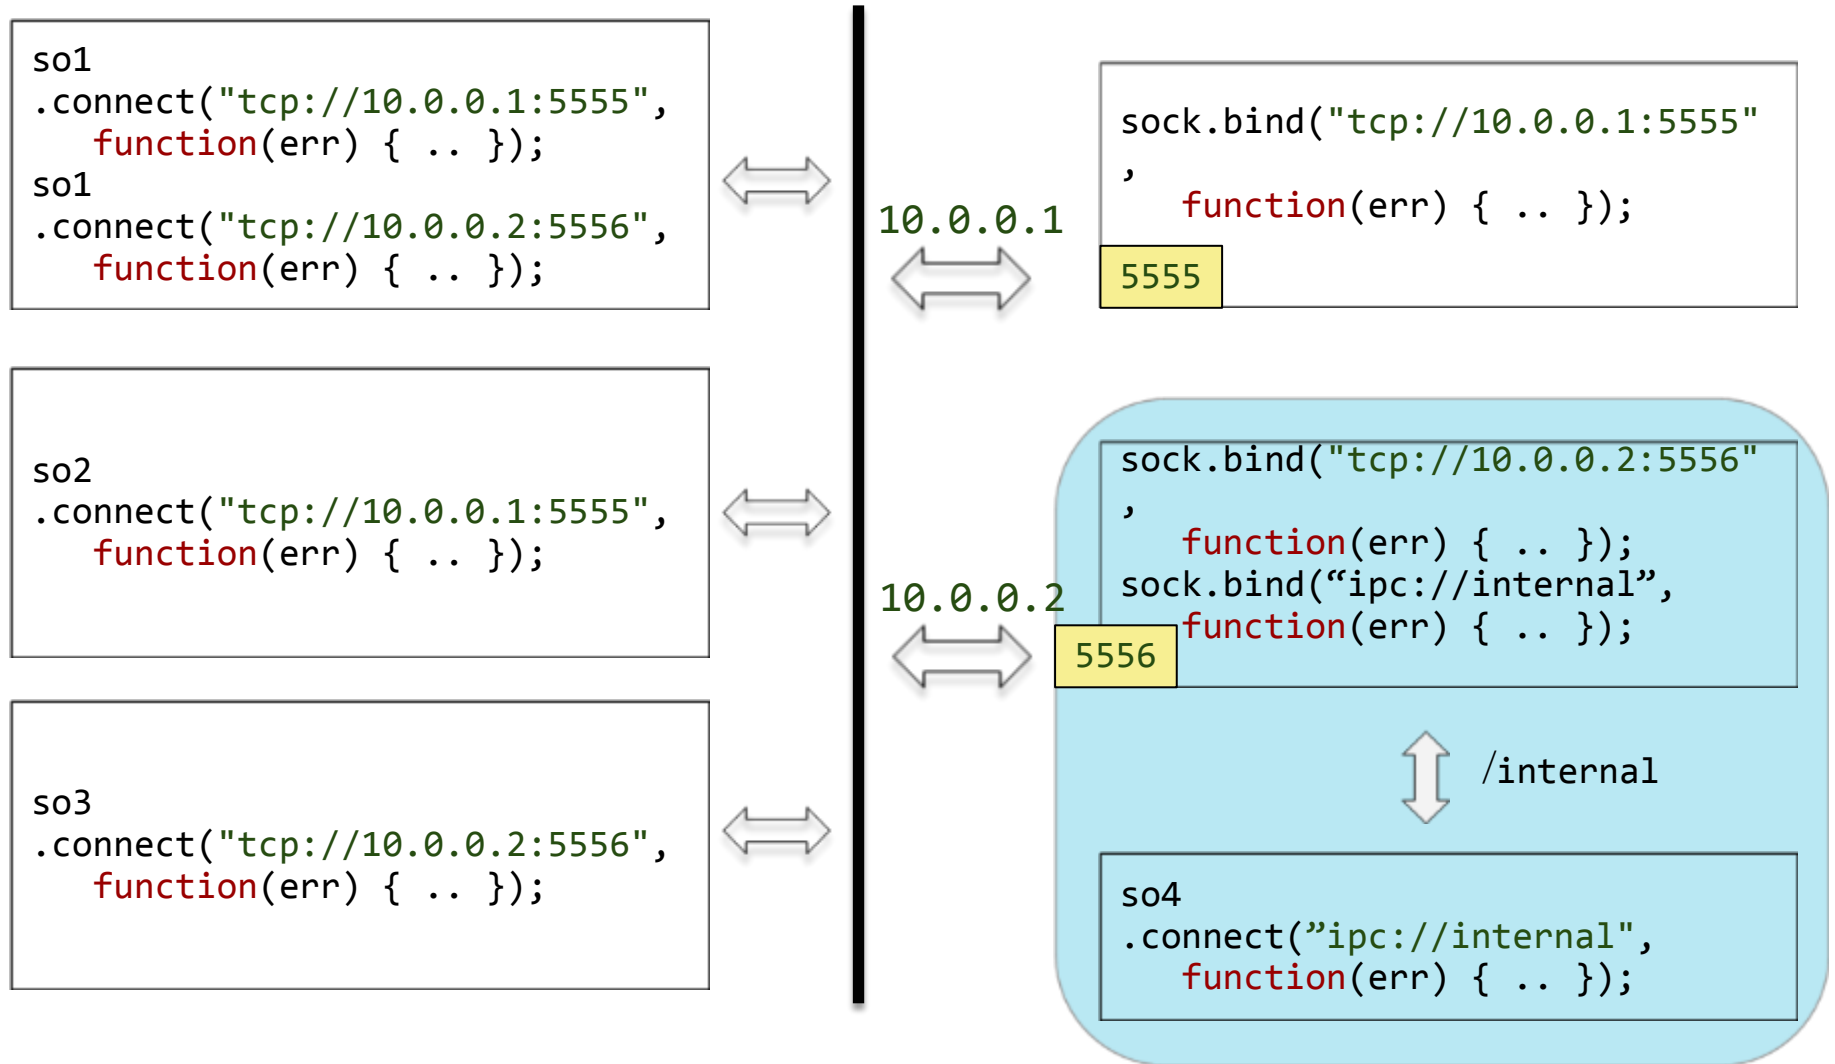 so1
.connect("tcp://10.0.0.1:5555",
   function(err) { .. });
so1
.connect("tcp://10.0.0.2:5556",
   function(err) { .. });
so2
.connect("tcp://10.0.0.1:5555",
   function(err) { .. });
so3
.connect("tcp://10.0.0.2:5556",
   function(err) { .. });
10.0.0.1
sock.bind("tcp://10.0.0.1:5555"
,
   function(err) { .. });
5555
10.0.0.2
sock.bind("tcp://10.0.0.2:5556"
,
   function(err) { .. });
sock.bind(“ipc://internal”,
   function(err) { .. });
5556
/internal
so4
.connect(”ipc://internal",
   function(err) { .. });